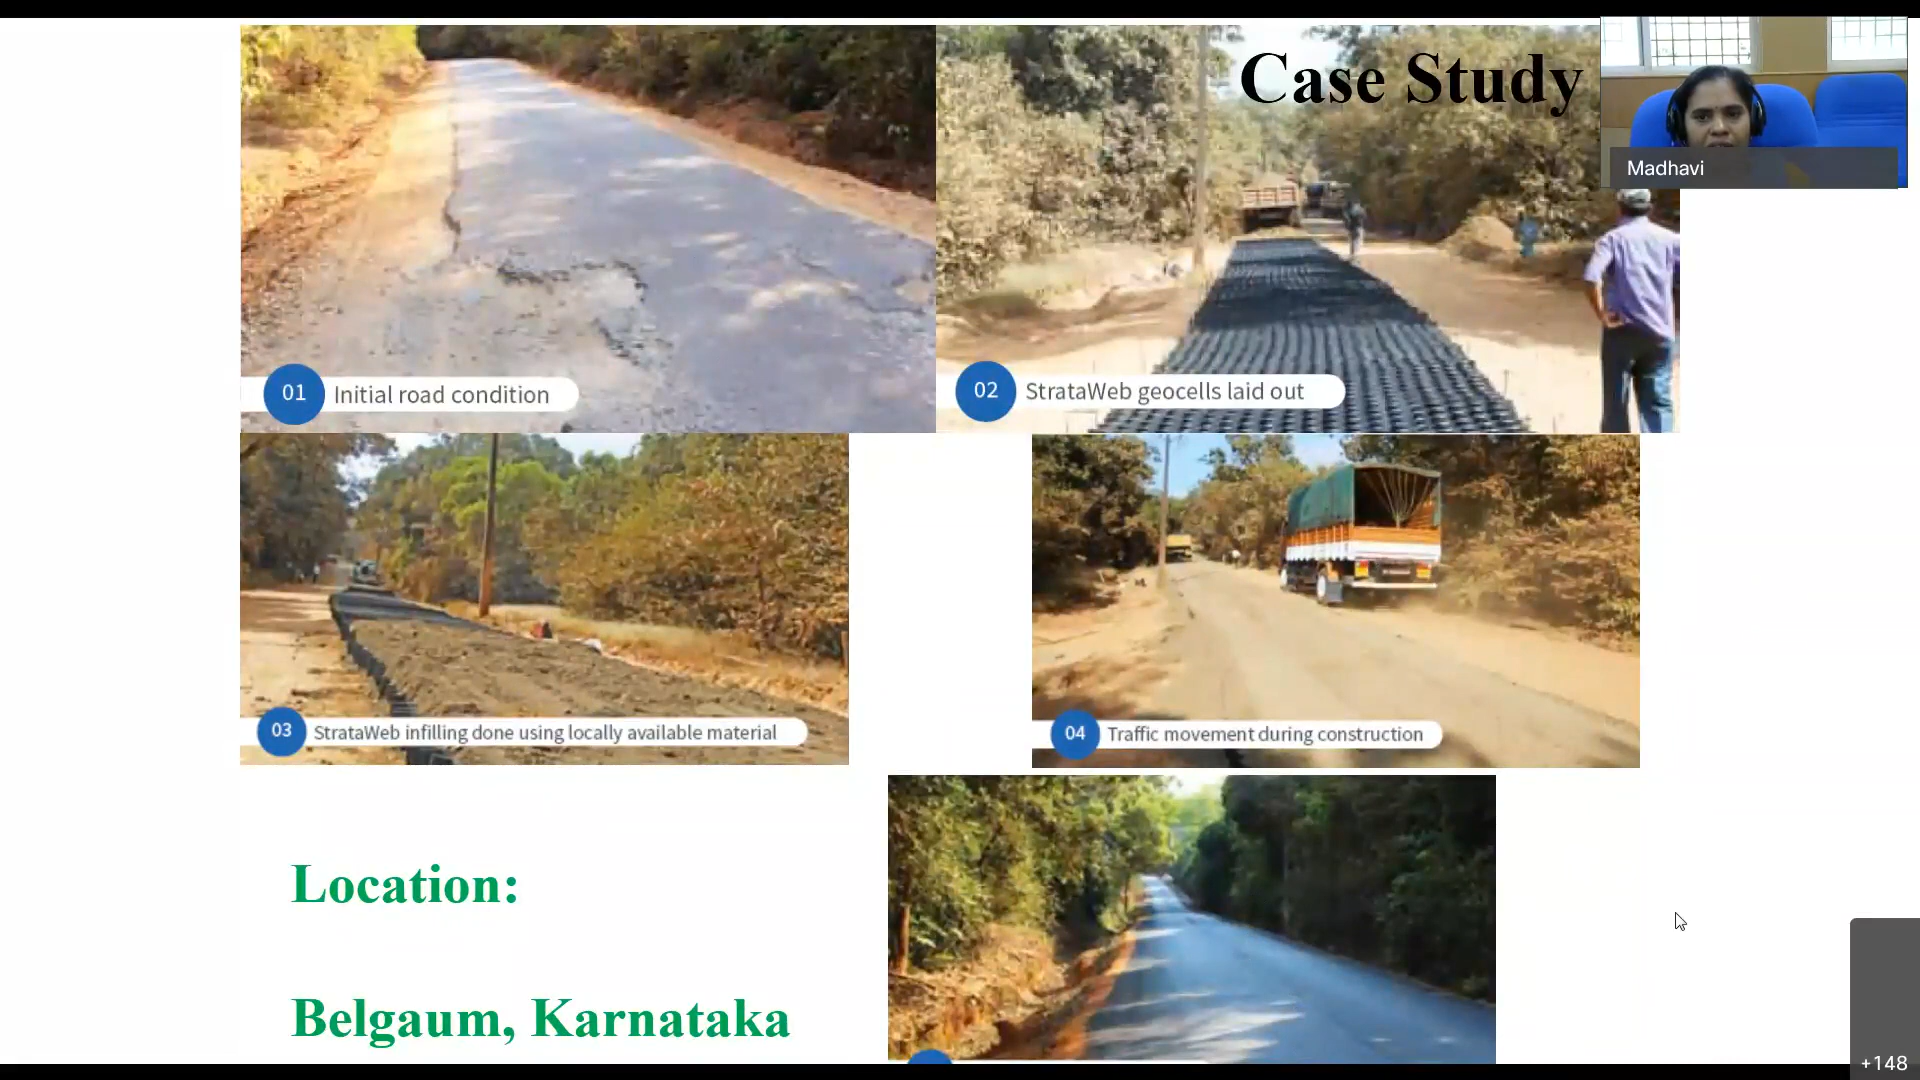 Case Study
Madhavi
01 Initial road condition
02 StrataWeb geocells laid out
03 StrataWeb infilling done using locally available material
04 Traffic movement during construction
Location:
Belgaum, Karnataka
+148